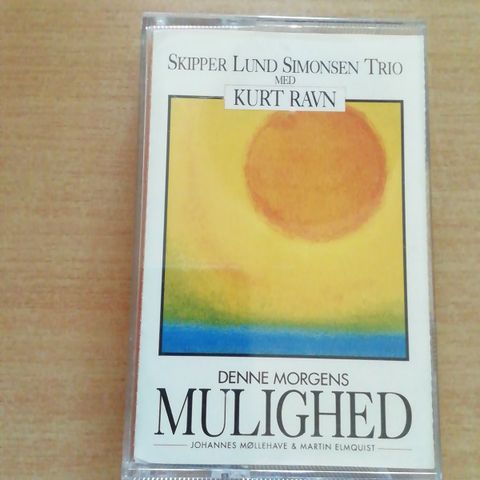 SKIPPER LUND SIMONSEN TRIO
MED
KURT RAVN
DENNE MORGENS
MULIGHED
JOHANNES MØLLEHAVE & MARTIN ELMQUIST